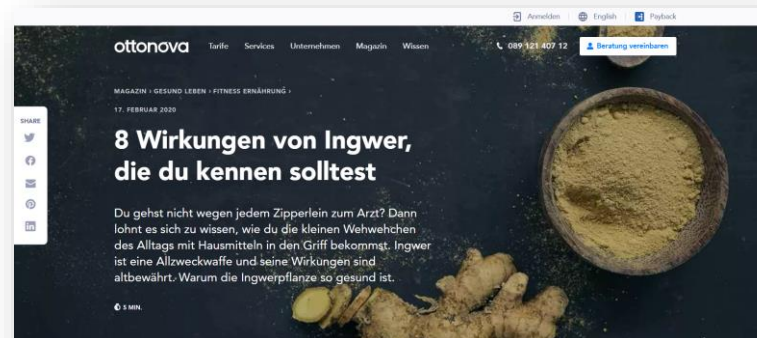 Anmelden English Payback
ottonova Tarife Services Unternehmen Magazin Wissen 089 121 407 12 Beratung vereinbaren
MAGAZIN › GESUND LEBEN › FITNESS ERNÄHRUNG ›
17. FEBRUAR 2020
SHARE
8 Wirkungen von Ingwer,
die du kennen solltest
Du gehst nicht wegen jedem Zipperlein zum Arzt? Dann
lohnt es sich zu wissen, wie du die kleinen Wehwehchen
des Alltags mit Hausmitteln in den Griff bekommst. Ingwer
ist eine Allzweckwaffe und seine Wirkungen sind
altbewährt. Warum die Ingwerpflanze so gesund ist.
5 MIN.